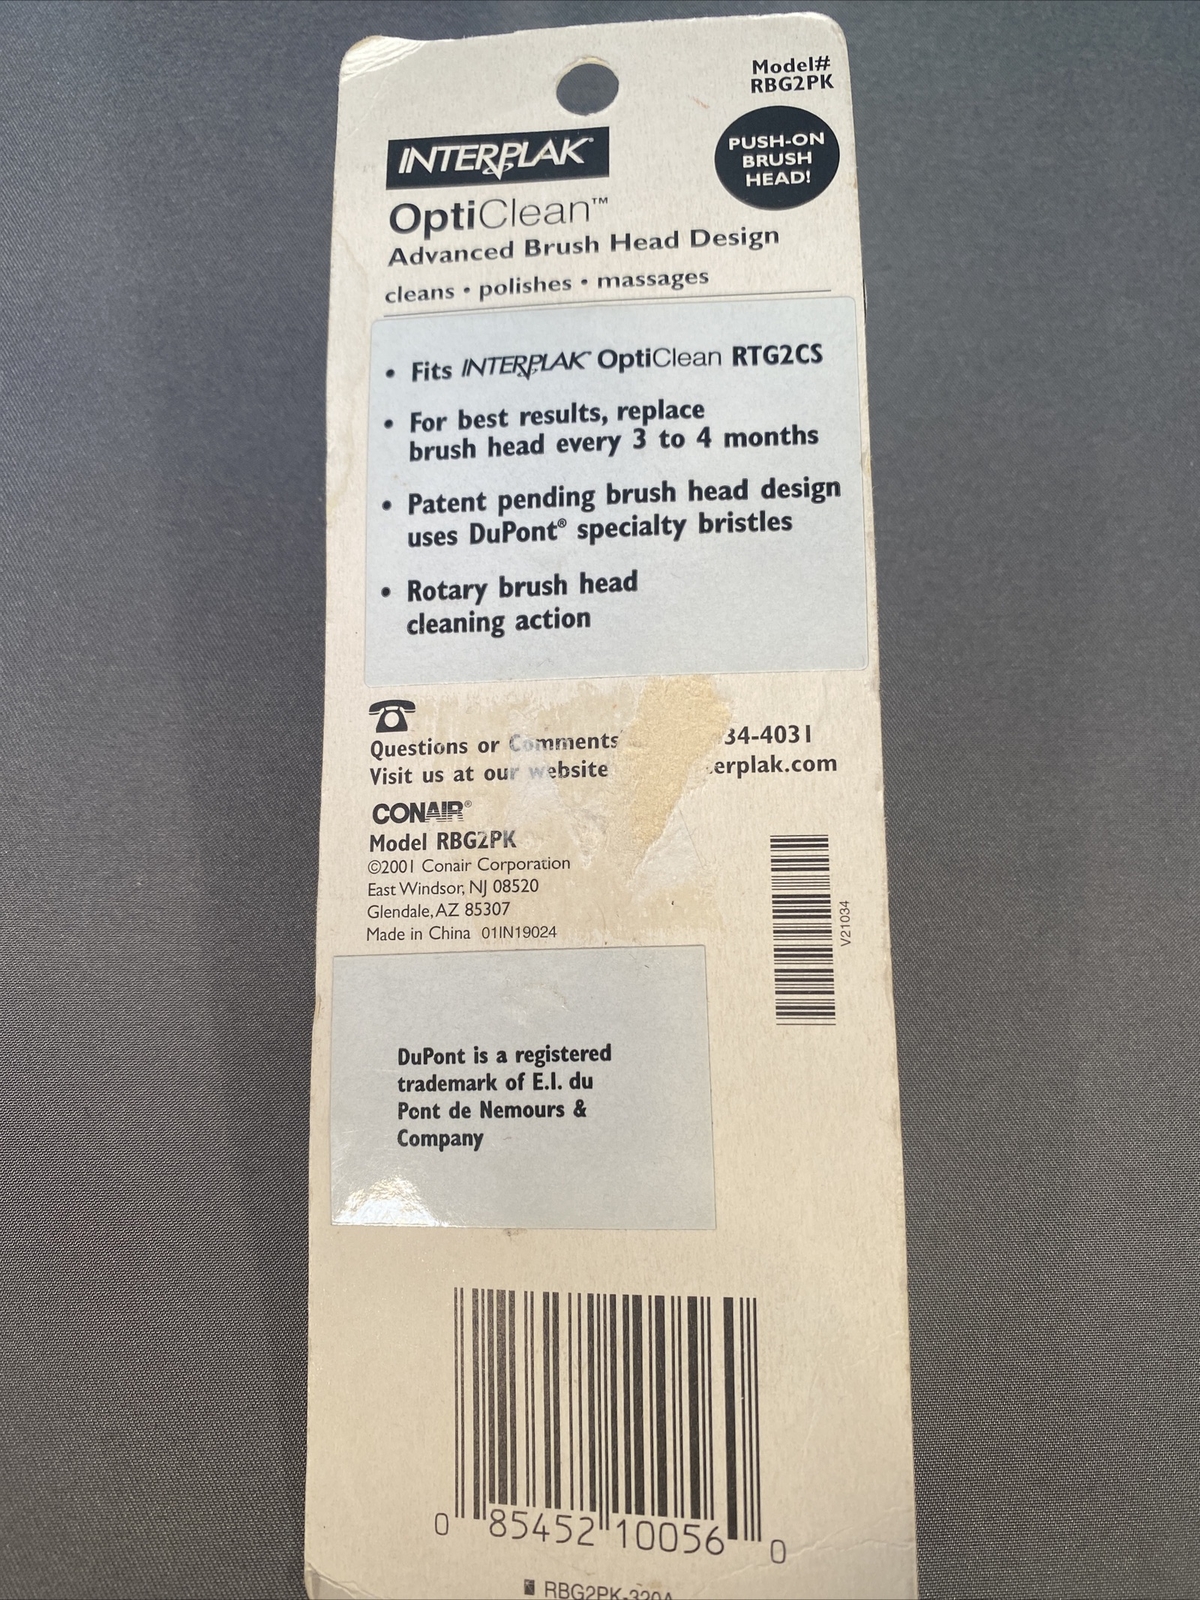 Model#
RBG2PK
PUSH-ON
BRUSH
HEAD!
INTERPLAK®
OptiClean™
Advanced Brush Head Design
cleans • polishes • massages
• Fits INTERPLAK® OptiClean RTG2CS
• For best results, replace
brush head every 3 to 4 months
• Patent pending brush head design
uses DuPont® specialty bristles
• Rotary brush head
cleaning action
Questions or Comments 34-4031
Visit us at our website erplak.com
CONAIR®
Model RBG2PK
©2001 Conair Corporation
East Windsor, NJ 08520
Glendale, AZ 85307
Made in China 01IN19024
V21034
DuPont is a registered
trademark of E.I. du
Pont de Nemours &
Company
0 85452 10056 0
RBG2PK-320A